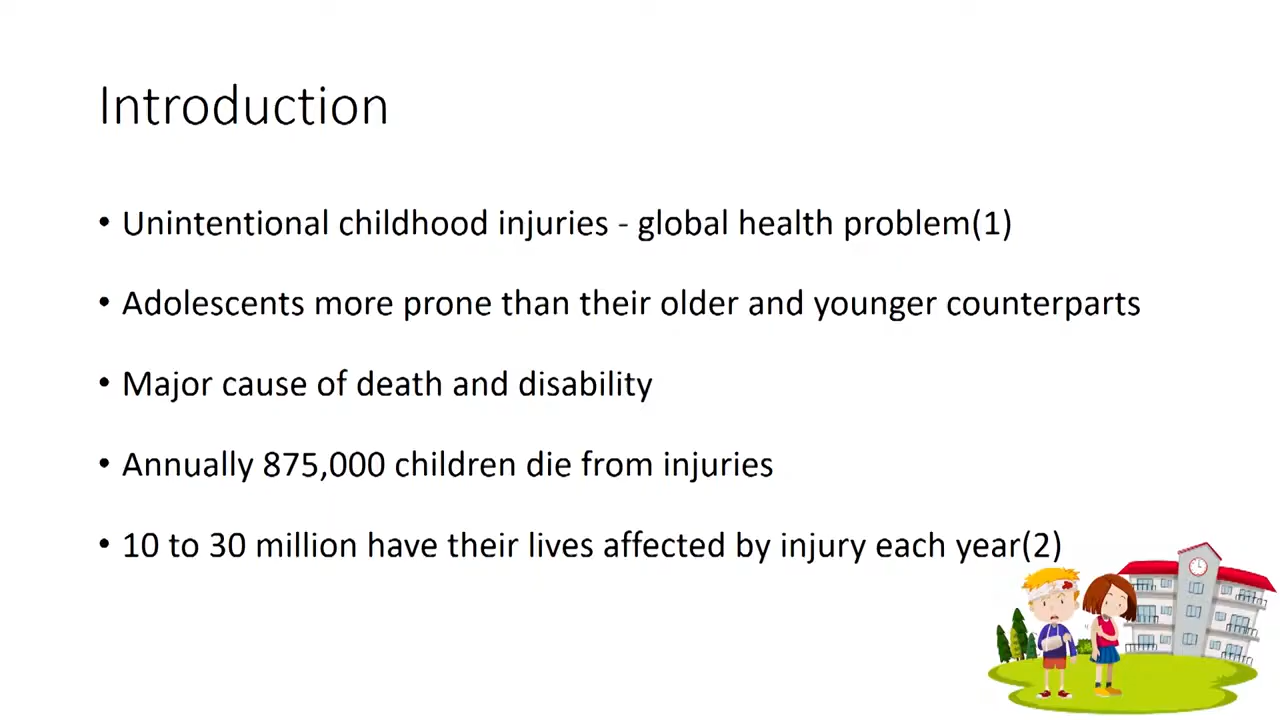 Introduction
• Unintentional childhood injuries - global health problem(1)
• Adolescents more prone than their older and younger counterparts
• Major cause of death and disability
• Annually 875,000 children die from injuries
• 10 to 30 million have their lives affected by injury each year(2)